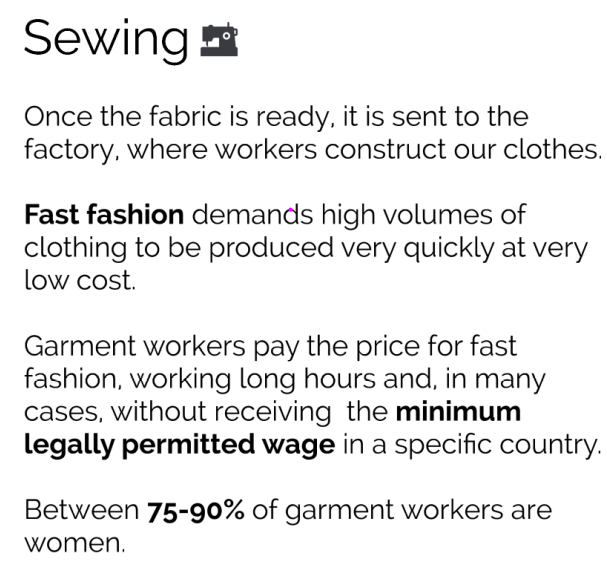 Sewing
Once the fabric is ready, it is sent to the
factory, where workers construct our clothes.
Fast fashion demands high volumes of
clothing to be produced very quickly at very
low cost.
Garment workers pay the price for fast
fashion, working long hours and, in many
cases, without receiving  the minimum
legally permitted wage in a specific country.
Between 75-90% of garment workers are
women.